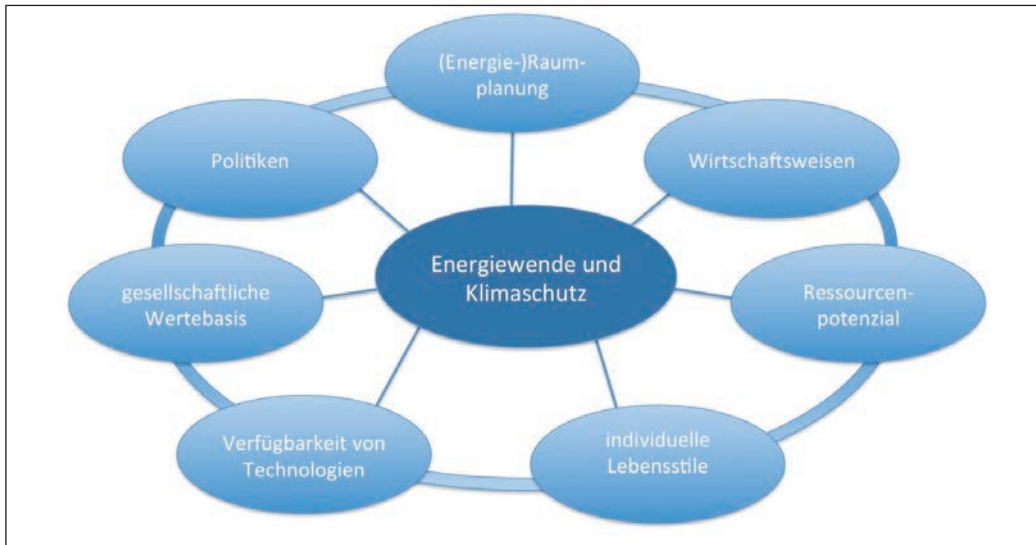 (Energie-)Raum-
planung
Politiken
Wirtschaftsweisen
Energiewende und
Klimaschutz
gesellschaftliche
Wertebasis
Ressourcen-
potenzial
Verfügbarkeit von
Technologien
individuelle
Lebensstile